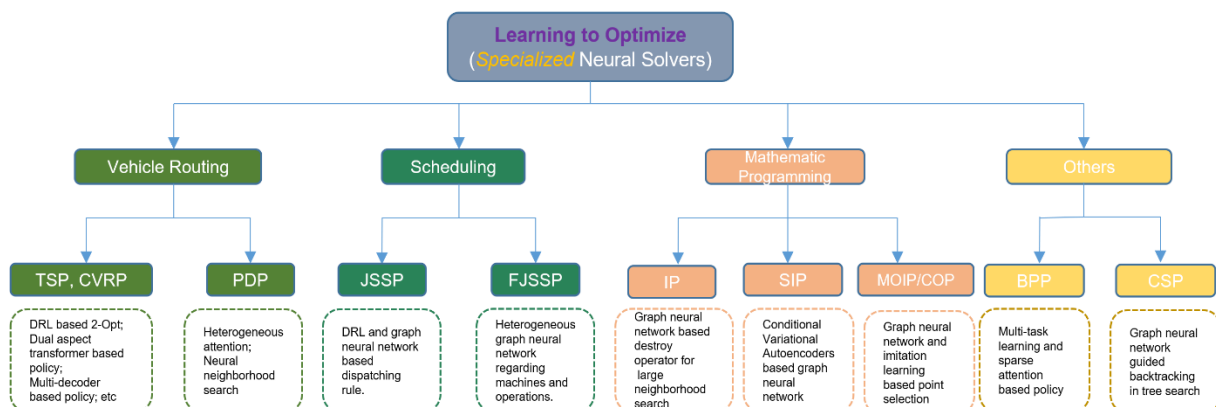 Learning to Optimize
(Specialized Neural Solvers)
Vehicle Routing
Scheduling
Mathematic
Programming
Others
TSP, CVRP
PDP
JSSP
FJSSP
IP
SIP
MOIP/COP
BPP
CSP
DRL based 2-Opt;
Dual aspect
transformer based
policy;
Multi-decoder
based policy; etc
Heterogeneous
attention;
Neural
neighborhood
search
DRL and graph
neural network
based
dispatching
rule.
Heterogeneous
graph neural
network
regarding
machines and
operations.
Graph neural
network based
destroy
operator for
large
neighborhood
search
Conditional
Variational
Autoencoders
based graph
neural
network
Graph neural
network and
imitation
learning
based point
selection
Multi-task
learning and
sparse
attention
based policy
Graph neural
network
guided
backtracking
in tree search